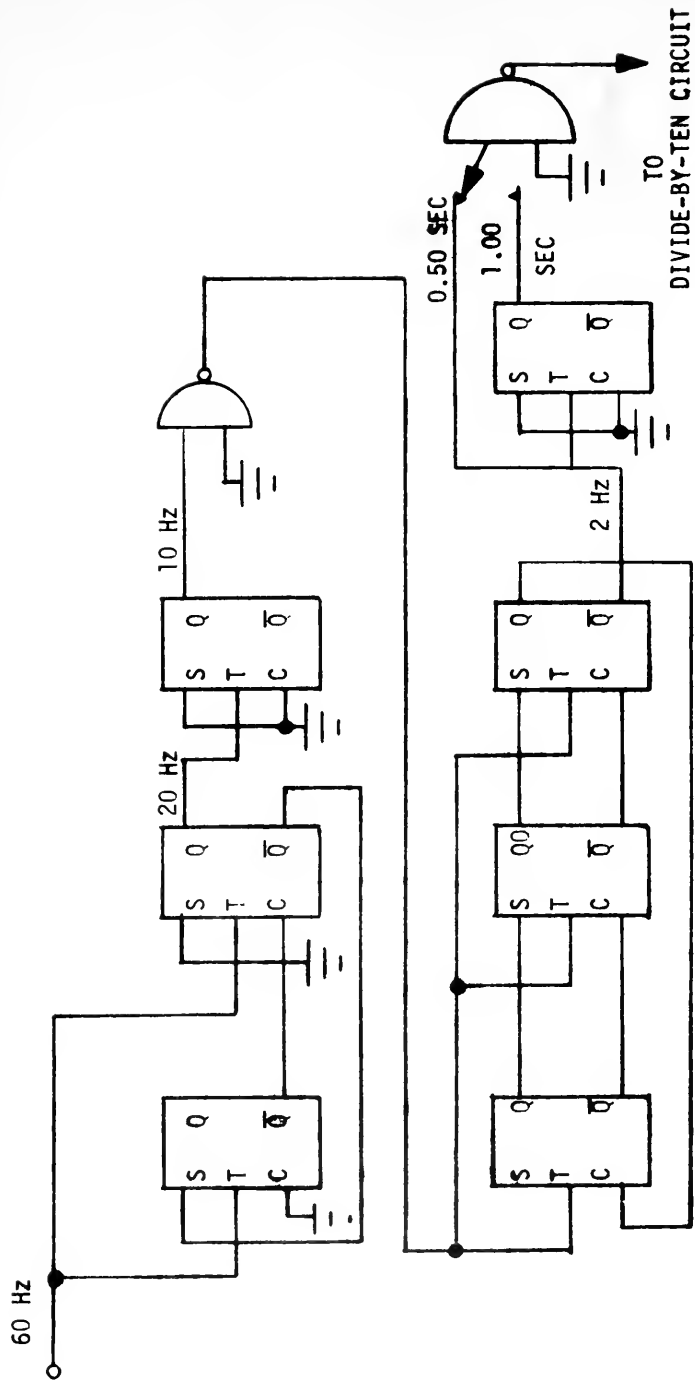 60 Hz
20 Hz
10 Hz
S Q
T
C Q̅
S Q
T
C Q̅
S Q
T
C Q̅
S Q
T
C Q̅
S QO
T
C Q̅
S Q
T
C Q̅
2 Hz
S Q
T
C Q̅
0.50 SEC
1.00
SEC
TO
DIVIDE-BY-TEN CIRCUIT